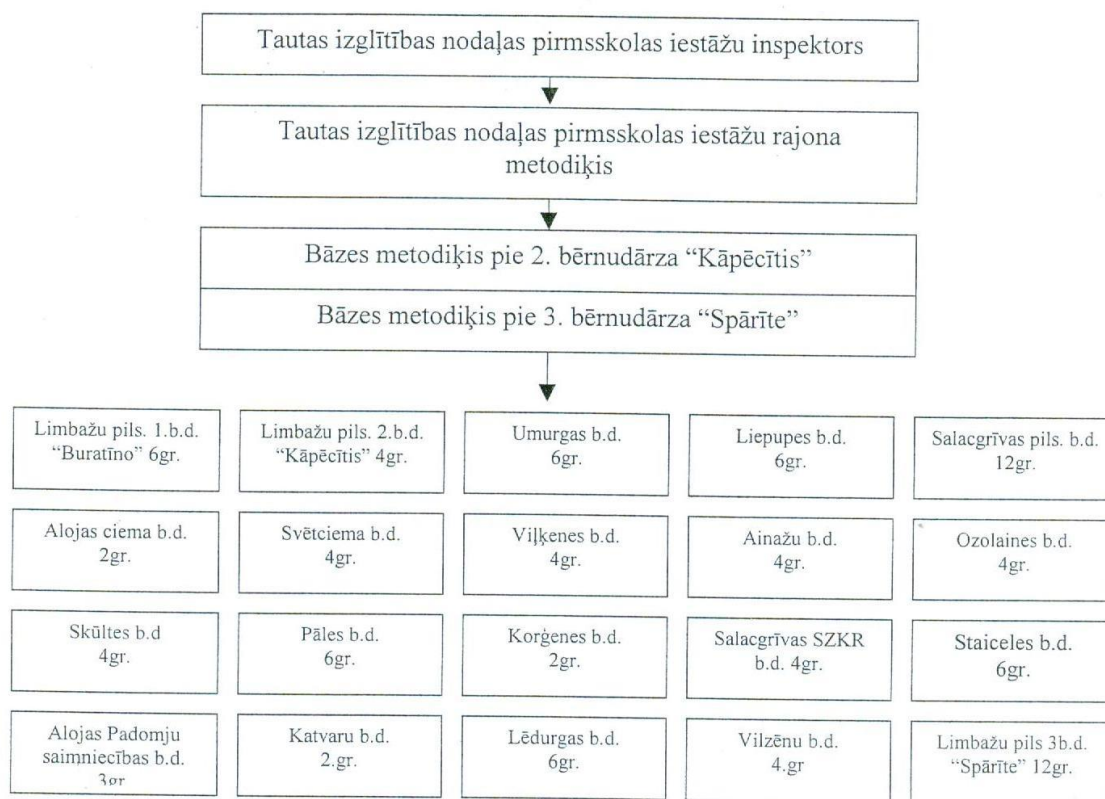 Tautas izglītības nodaļas pirmsskolas iestāžu inspektors
Tautas izglītības nodaļas pirmsskolas iestāžu rajona
metodiķis
Bāzes metodiķis pie 2. bērnudārza “Kāpēcītis”
Bāzes metodiķis pie 3. bērnudārza “Spārīte”
Limbažu pils. 1.b.d.
“Buratīno” 6gr.
Limbažu pils. 2.b.d.
“Kāpēcītis” 4gr.
Umurgas b.d.
6gr.
Liepupes b.d.
6gr.
Salacgrīvas pils. b.d.
12gr.
Alojas ciema b.d.
2gr.
Svētciema b.d.
4gr.
Viļķenes b.d.
4gr.
Ainažu b.d.
4gr.
Ozolaines b.d.
4gr.
Skūltes b.d
4gr.
Pāles b.d.
6gr.
Korģenes b.d.
2gr.
Salacgrīvas SZKR
b.d. 4gr.
Staiceles b.d.
6gr.
Alojas Padomju
saimniecības b.d.
3gr
Katvaru b.d.
2.gr.
Lēdurgas b.d.
6gr.
Vilzēnu b.d.
4.gr
Limbažu pils 3b.d.
“Spārīte” 12gr.